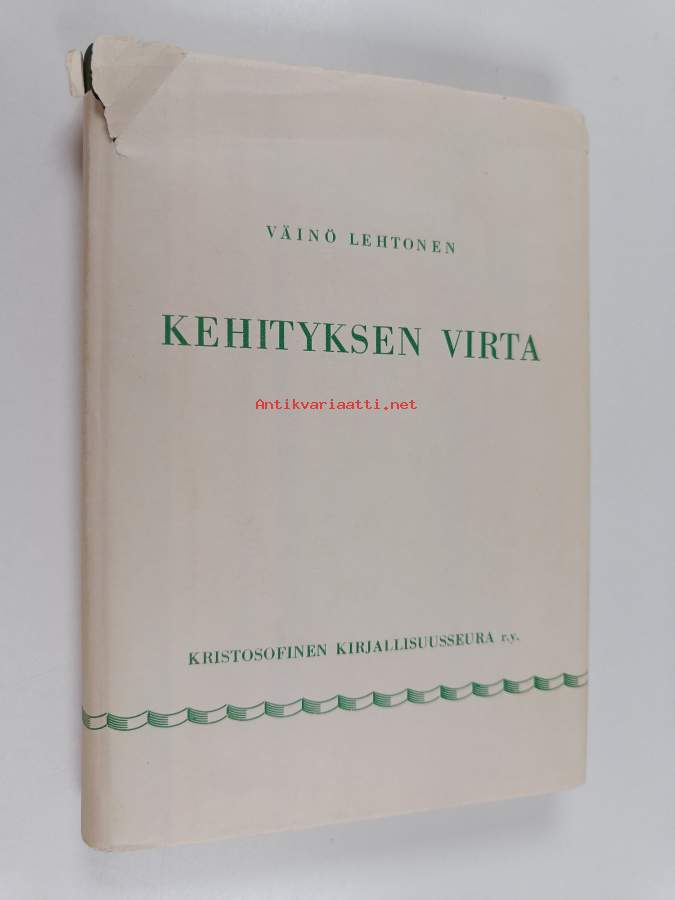 VÄINÖ LEHTONEN
KEHITYKSEN VIRTA
Antikvariaatti.net
KRISTOSOFINEN KIRJALLISUUSSEURA r.y.